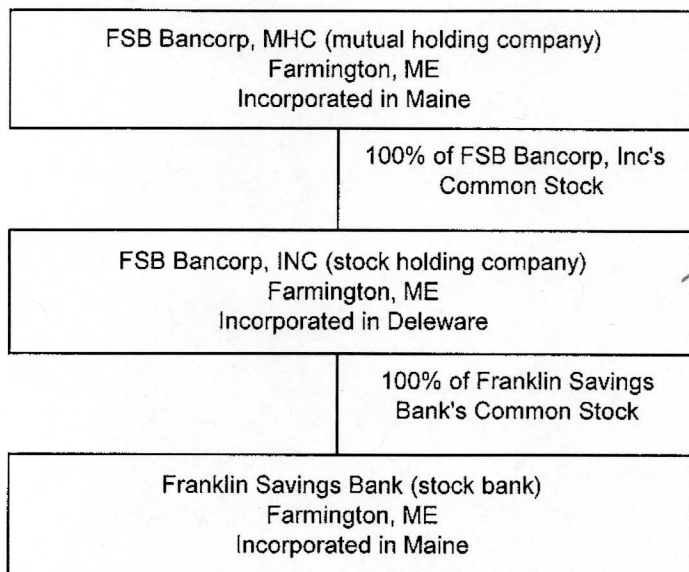 FSB Bancorp, MHC (mutual holding company)
Farmington, ME
Incorporated in Maine
100% of FSB Bancorp, Inc's
Common Stock
FSB Bancorp, INC (stock holding company)
Farmington, ME
Incorporated in Deleware
100% of Franklin Savings
Bank's Common Stock
Franklin Savings Bank (stock bank)
Farmington, ME
Incorporated in Maine